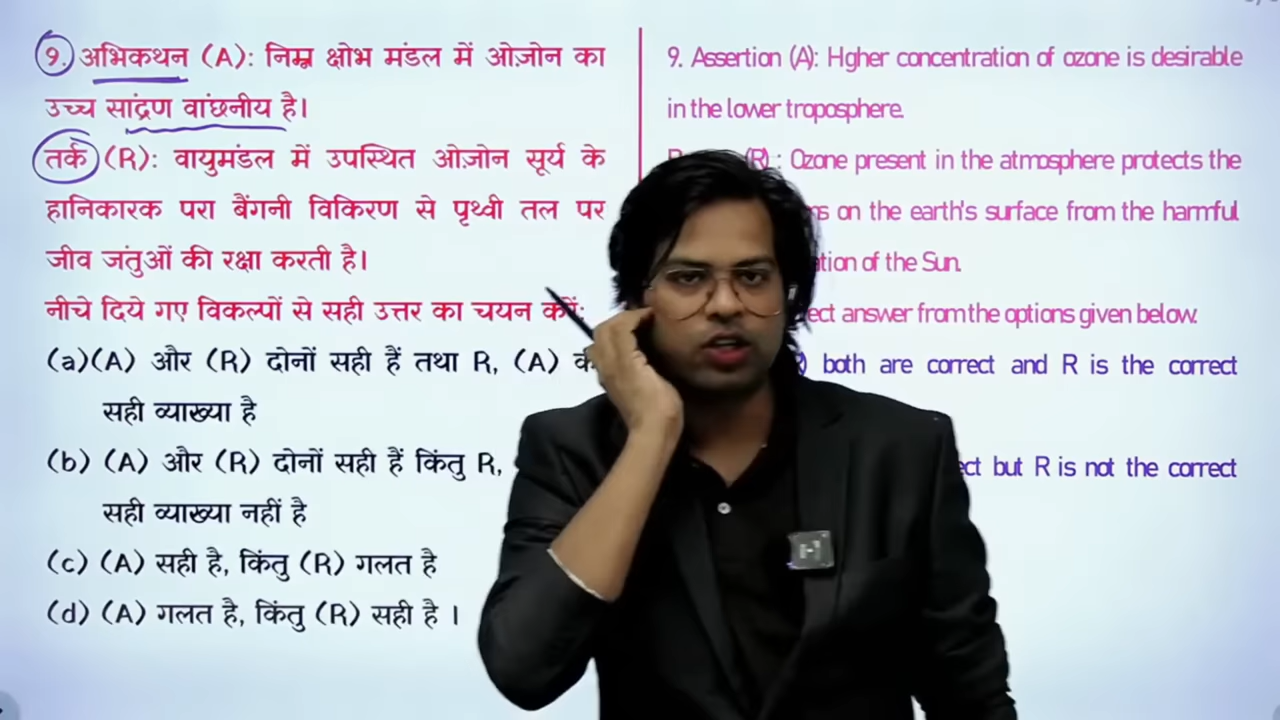 9. अभिकथन (A): निम्न क्षोभ मंडल में ओज़ोन का
उच्च सांद्रण वांछनीय है।
तर्क (R): वायुमंडल में उपस्थित ओज़ोन सूर्य के
हानिकारक परा बैंगनी विकिरण से पृथ्वी तल पर
जीव जंतुओं की रक्षा करती है।
नीचे दिये गए विकल्पों से सही उत्तर का चयन करें:
(a)(A) और (R) दोनों सही हैं तथा R, (A) के
सही व्याख्या है
(b) (A) और (R) दोनों सही हैं किंतु R,
सही व्याख्या नहीं है
(c) (A) सही है, किंतु (R) गलत है
(d) (A) गलत है, किंतु (R) सही है ।
9. Assertion (A): Hgher concentration of ozone is desirable
in the lower troposphere.
(R) : Ozone present in the atmosphere protects the
on the earth's surface from the harmful
of the Sun.
answer from the options given below.
both are correct and R is the correct
but R is not the correct